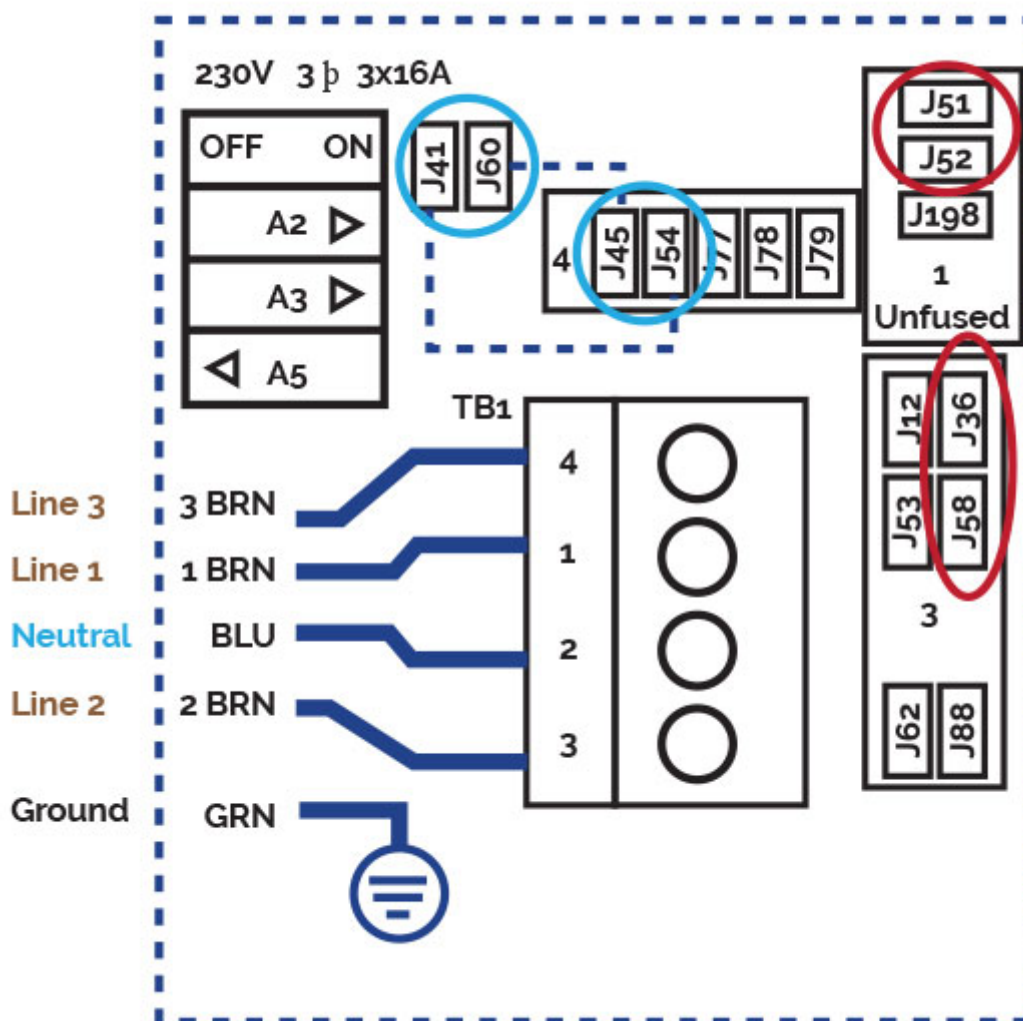 230V 3 þ 3x16A
OFF ON
A2
A3
A5
J41
J60
J51
J52
J198
1
Unfused
4
J45
J54
J77
J78
J79
J12
J36
J53
J58
3
J62
J88
TB1
4
1
2
3
Line 3 3 BRN
Line 1 1 BRN
Neutral BLU
Line 2 2 BRN
Ground GRN